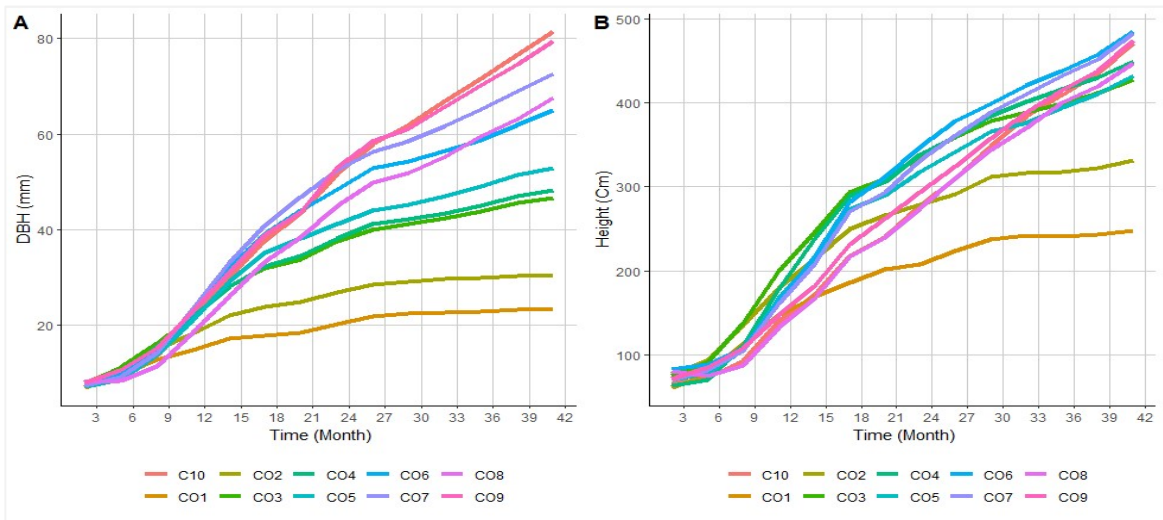 A
DBH (mm)
80
60
40
20
3 6 9 12 15 18 21 24 27 30 33 36 39 42
Time (Month)
C10 CO2 CO4 CO6 CO8
CO1 CO3 CO5 CO7 CO9
B
Height (Cm)
500
400
300
200
100
3 6 9 12 15 18 21 24 27 30 33 36 39 42
Time (Month)
C10 CO2 CO4 CO6 CO8
CO1 CO3 CO5 CO7 CO9